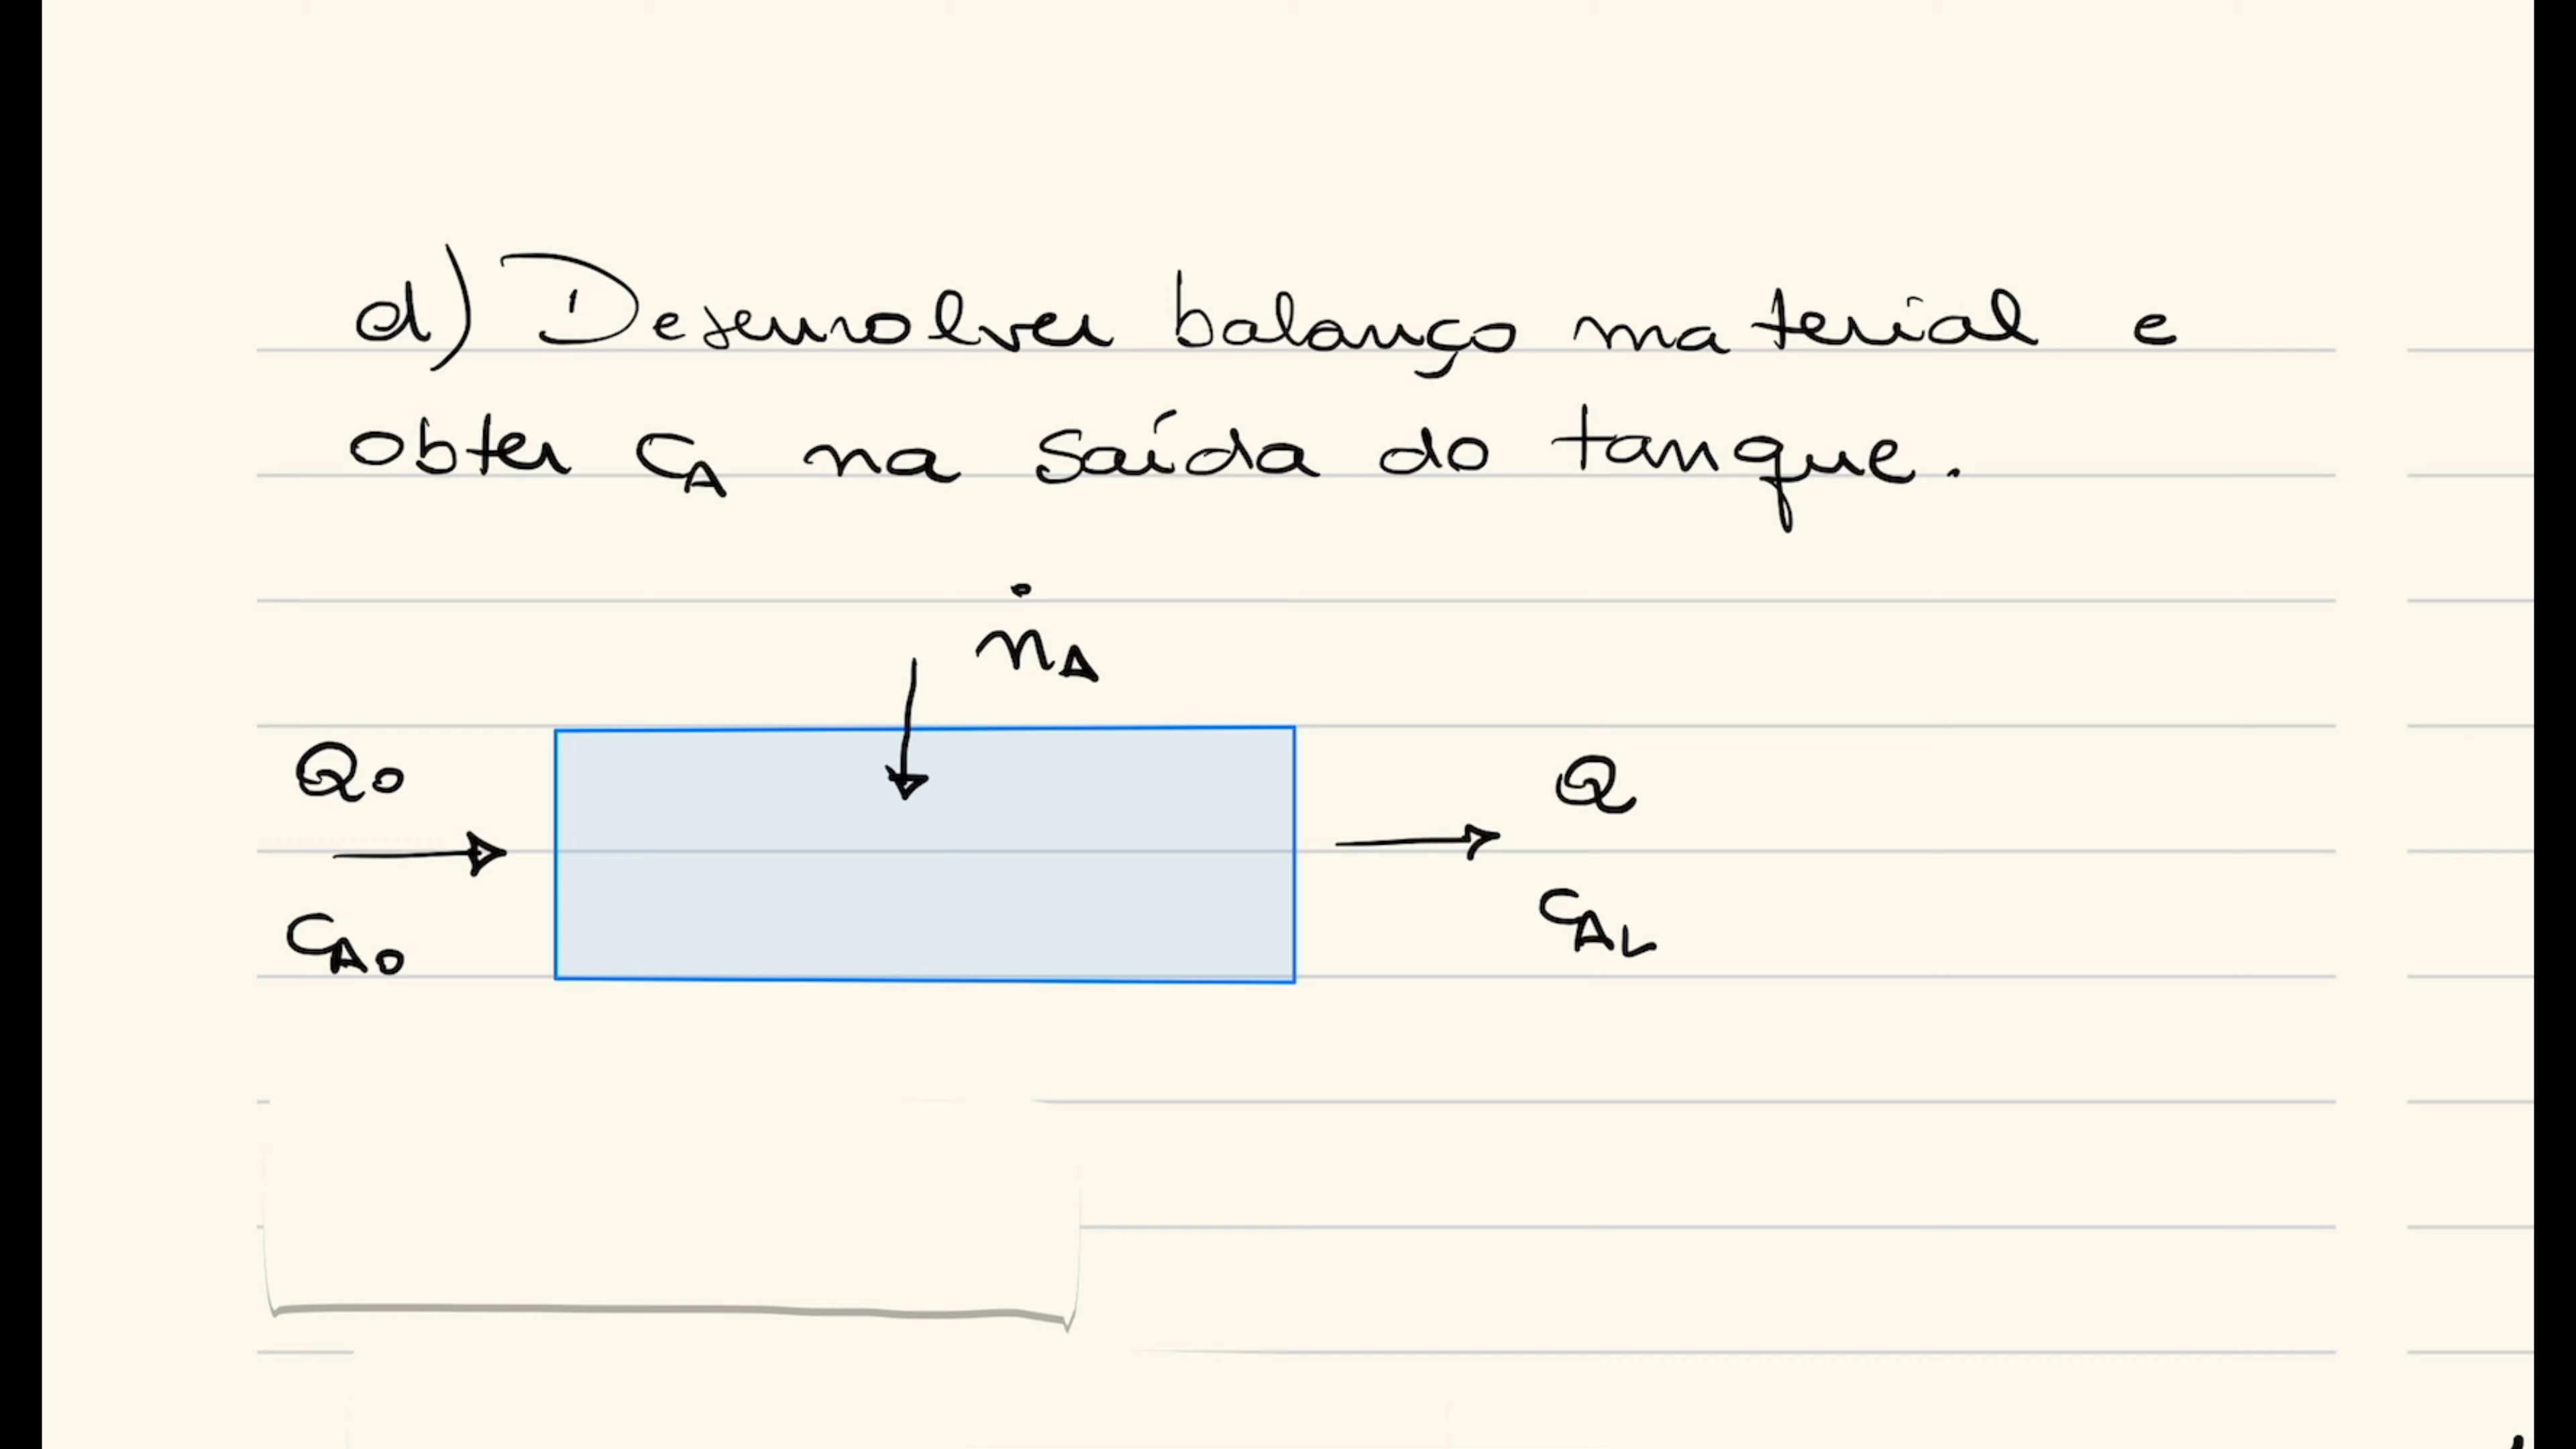 d) Desenvolver balanço material e
obter CA na saída do tanque.
ṅA
Q0
Q
CA0
CAL